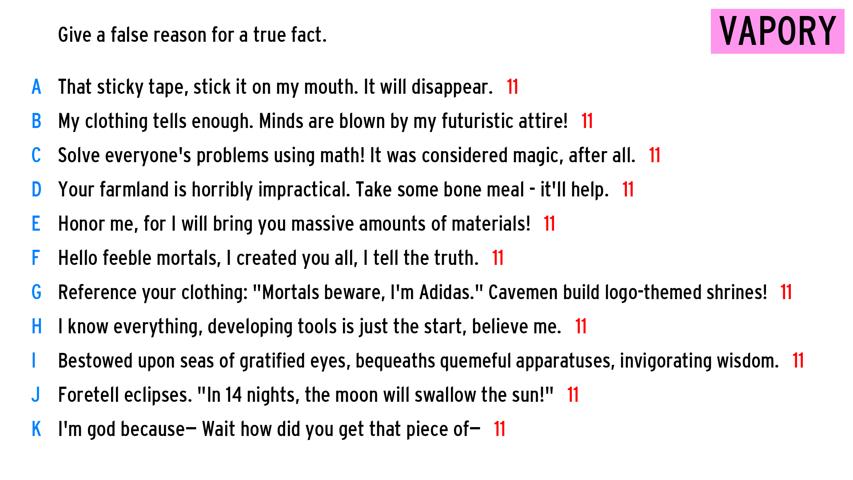 VAPORY
Give a false reason for a true fact.
A That sticky tape, stick it on my mouth. It will disappear. 11
B My clothing tells enough. Minds are blown by my futuristic attire! 11
C Solve everyone's problems using math! It was considered magic, after all. 11
D Your farmland is horribly impractical. Take some bone meal - it'll help. 11
E Honor me, for I will bring you massive amounts of materials! 11
F Hello feeble mortals, I created you all, I tell the truth. 11
G Reference your clothing: "Mortals beware, I'm Adidas." Cavemen build logo-themed shrines! 11
H I know everything, developing tools is just the start, believe me. 11
I Bestowed upon seas of gratified eyes, bequeaths quemeful apparatuses, invigorating wisdom. 11
J Foretell eclipses. "In 14 nights, the moon will swallow the sun!" 11
K I'm god because— Wait how did you get that piece of— 11